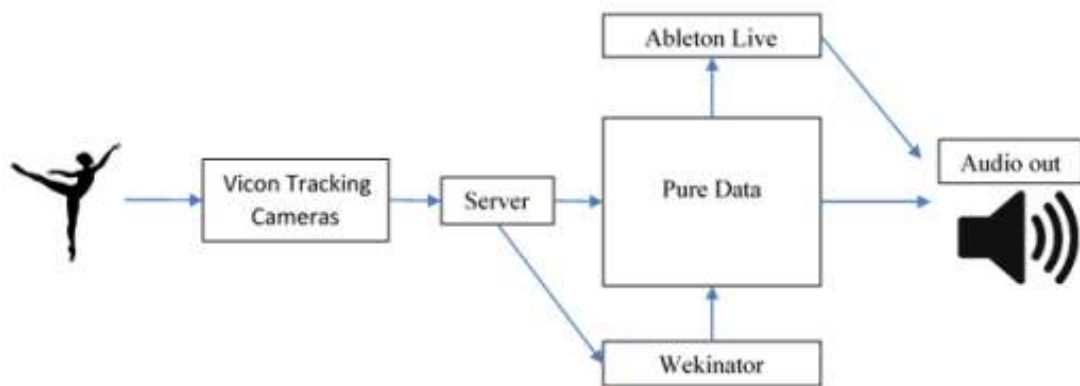 Ableton Live
Vicon Tracking
Cameras
Server
Pure Data
Audio out
Wekinator